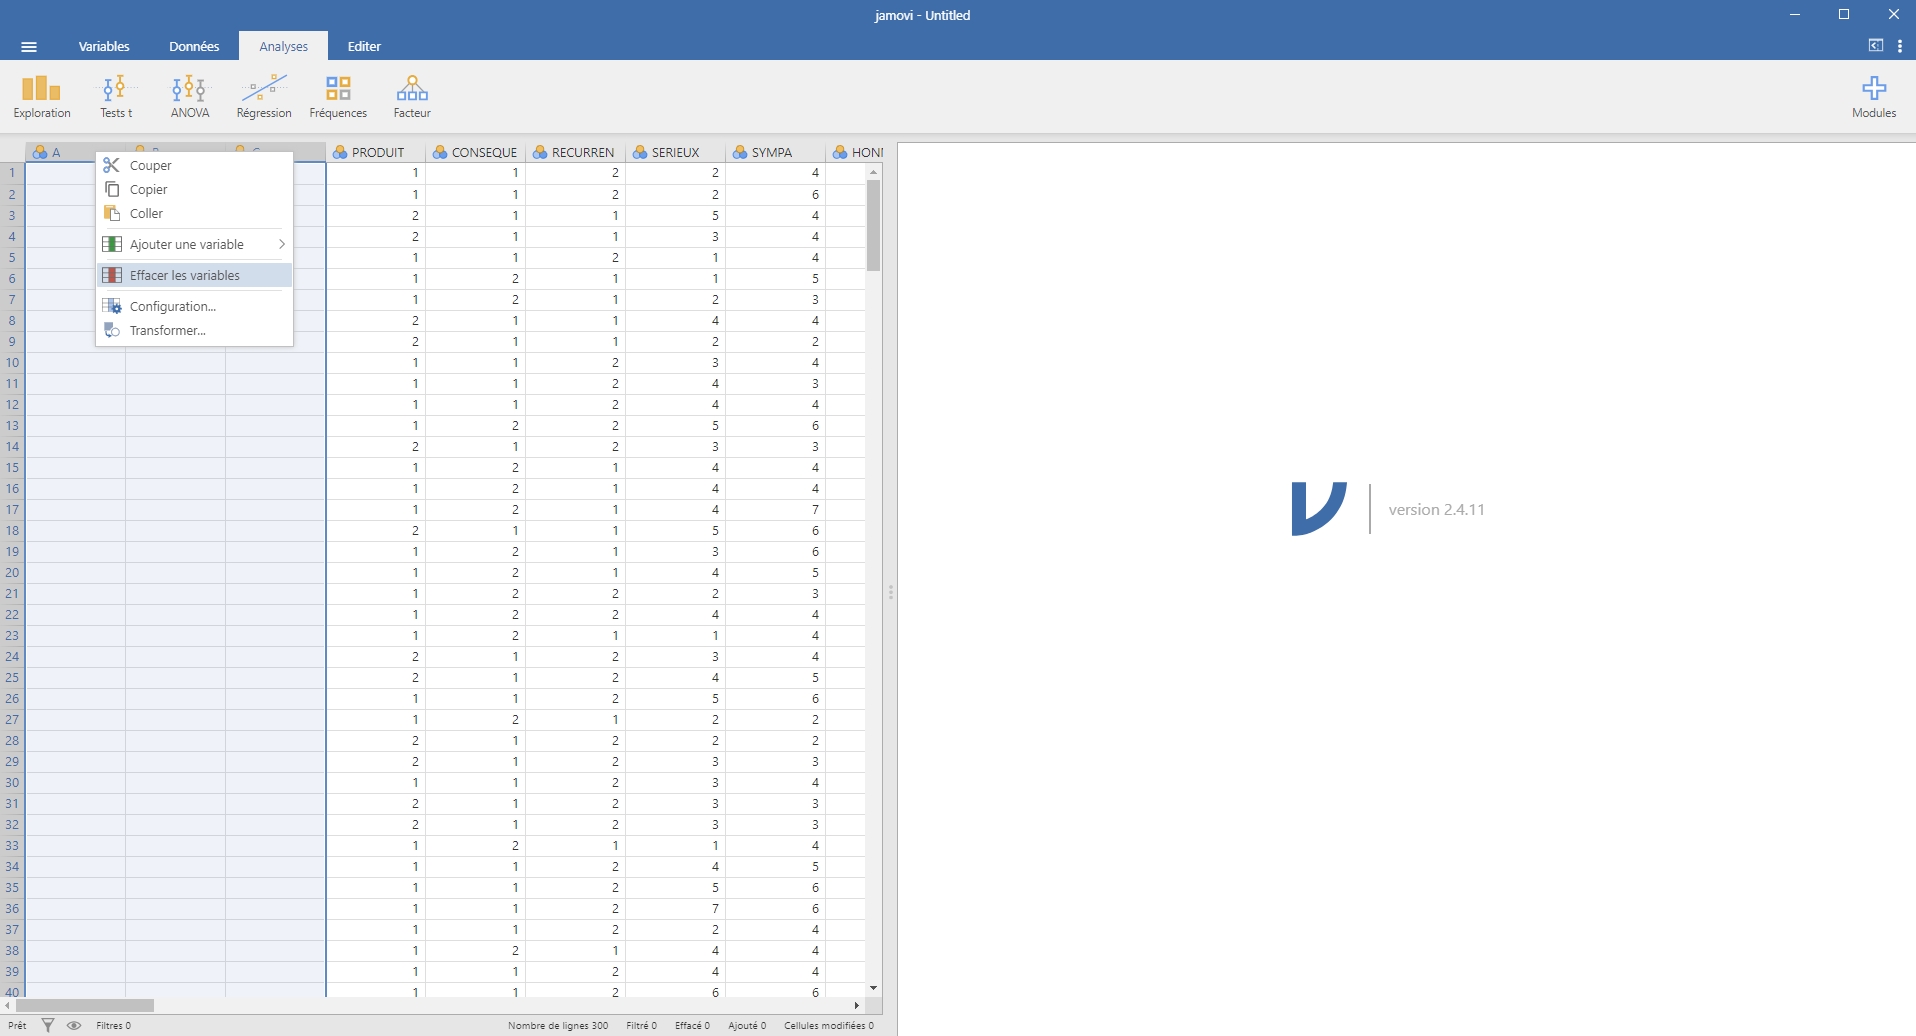 jamovi - Untitled
Variables Données Analyses Editer
Exploration Tests t ANOVA Régression Fréquences Facteur Modules
A PRODUIT CONSEQUE RECURREN SERIEUX SYMPA
Couper
Copier
Coller
Ajouter une variable
Effacer les variables
Configuration...
Transformer...
1 1 1 2 2 4
2 1 1 2 2 6
3 2 1 1 5 4
4 2 1 1 3 4
5 1 1 2 1 4
6 1 2 1 1 5
7 1 2 1 2 3
8 2 1 1 4 4
9 2 1 1 2 2
10 1 1 2 3 4
11 1 1 2 4 3
12 1 1 2 4 4
13 1 2 2 5 6
14 2 1 2 3 3
15 1 2 1 4 4
16 1 2 1 4 4
17 1 2 1 4 7
18 2 1 1 5 6
19 1 2 1 3 6
20 1 2 1 4 5
21 1 2 2 2 3
22 1 2 2 4 4
23 1 2 1 1 4
24 2 1 2 3 4
25 2 1 2 4 5
26 1 1 2 5 6
27 1 2 1 2 2
28 2 1 2 2 2
29 2 1 2 3 3
30 1 1 2 3 4
31 2 1 2 3 3
32 2 1 2 3 3
33 1 2 1 1 4
34 1 1 2 4 5
35 1 1 2 5 6
36 1 1 2 7 6
37 1 1 2 2 4
38 1 2 1 4 4
39 1 1 2 4 4
40 1 1 2 6 6
version 2.4.11
Prêt Filtres 0 Nombre de lignes 300 Filtré 0 Effacé 0 Ajouté 0 Cellules modifiées 0